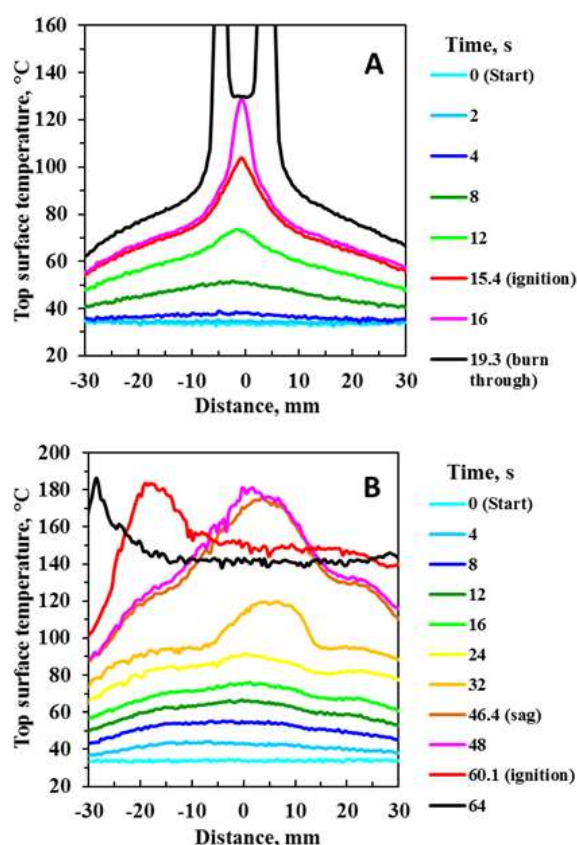 A
Top surface temperature, °C
160
140
120
100
80
60
40
20
-30 -20 -10 0 10 20 30
Distance, mm
Time, s
0 (Start)
2
4
8
12
15.4 (ignition)
16
19.3 (burn
through)
B
Top surface temperature, °C
200
180
160
140
120
100
80
60
40
20
-30 -20 -10 0 10 20 30
Distance, mm
Time, s
0 (Start)
4
8
12
16
24
32
46.4 (sag)
48
60.1 (ignition)
64